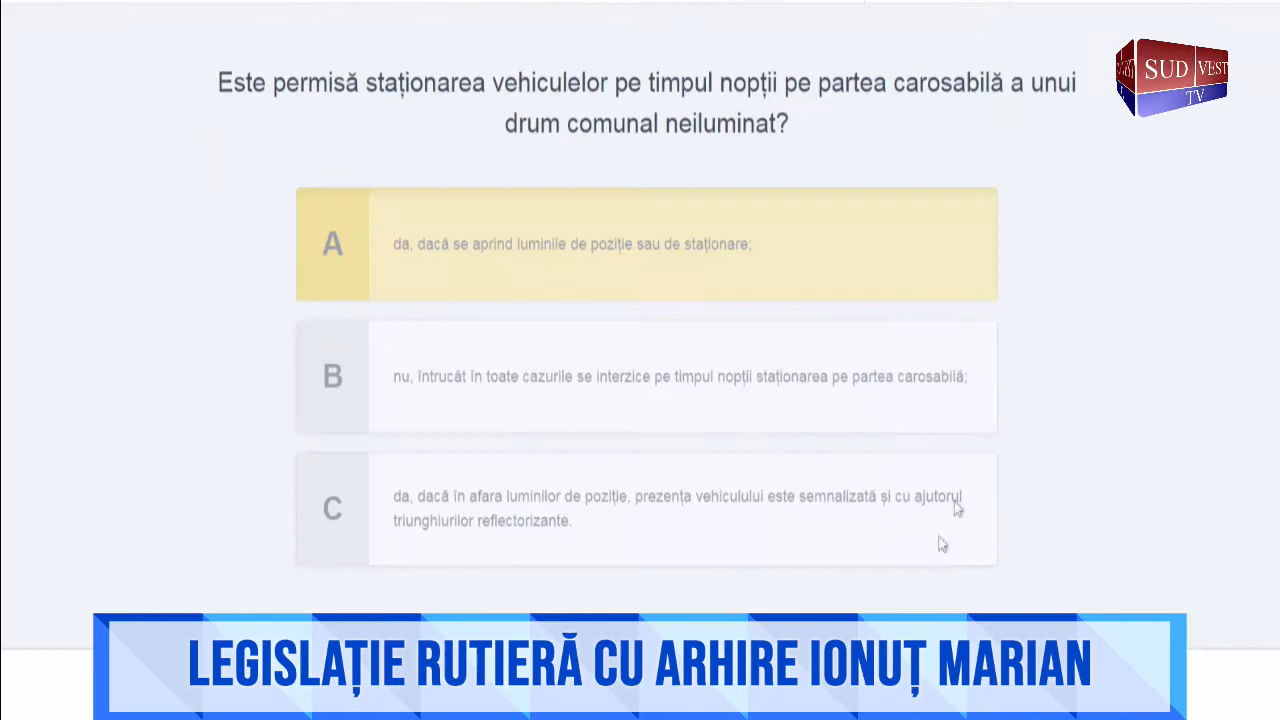 Este permisă staționarea vehiculelor pe timpul nopții pe partea carosabilă a unui
drum comunal neiluminat?
SUD VEST
TV
A
da, dacă se aprind luminile de poziție sau de staționare;
B
nu, întrucât în toate cazurile se interzice pe timpul nopții staționarea pe partea carosabilă;
C
da, dacă în afara luminilor de poziție, prezența vehiculului este semnalizată și cu ajutorul
triunghiurilor reflectorizante.
LEGISLAȚIE RUTIERĂ CU ARHIRE IONUȚ MARIAN